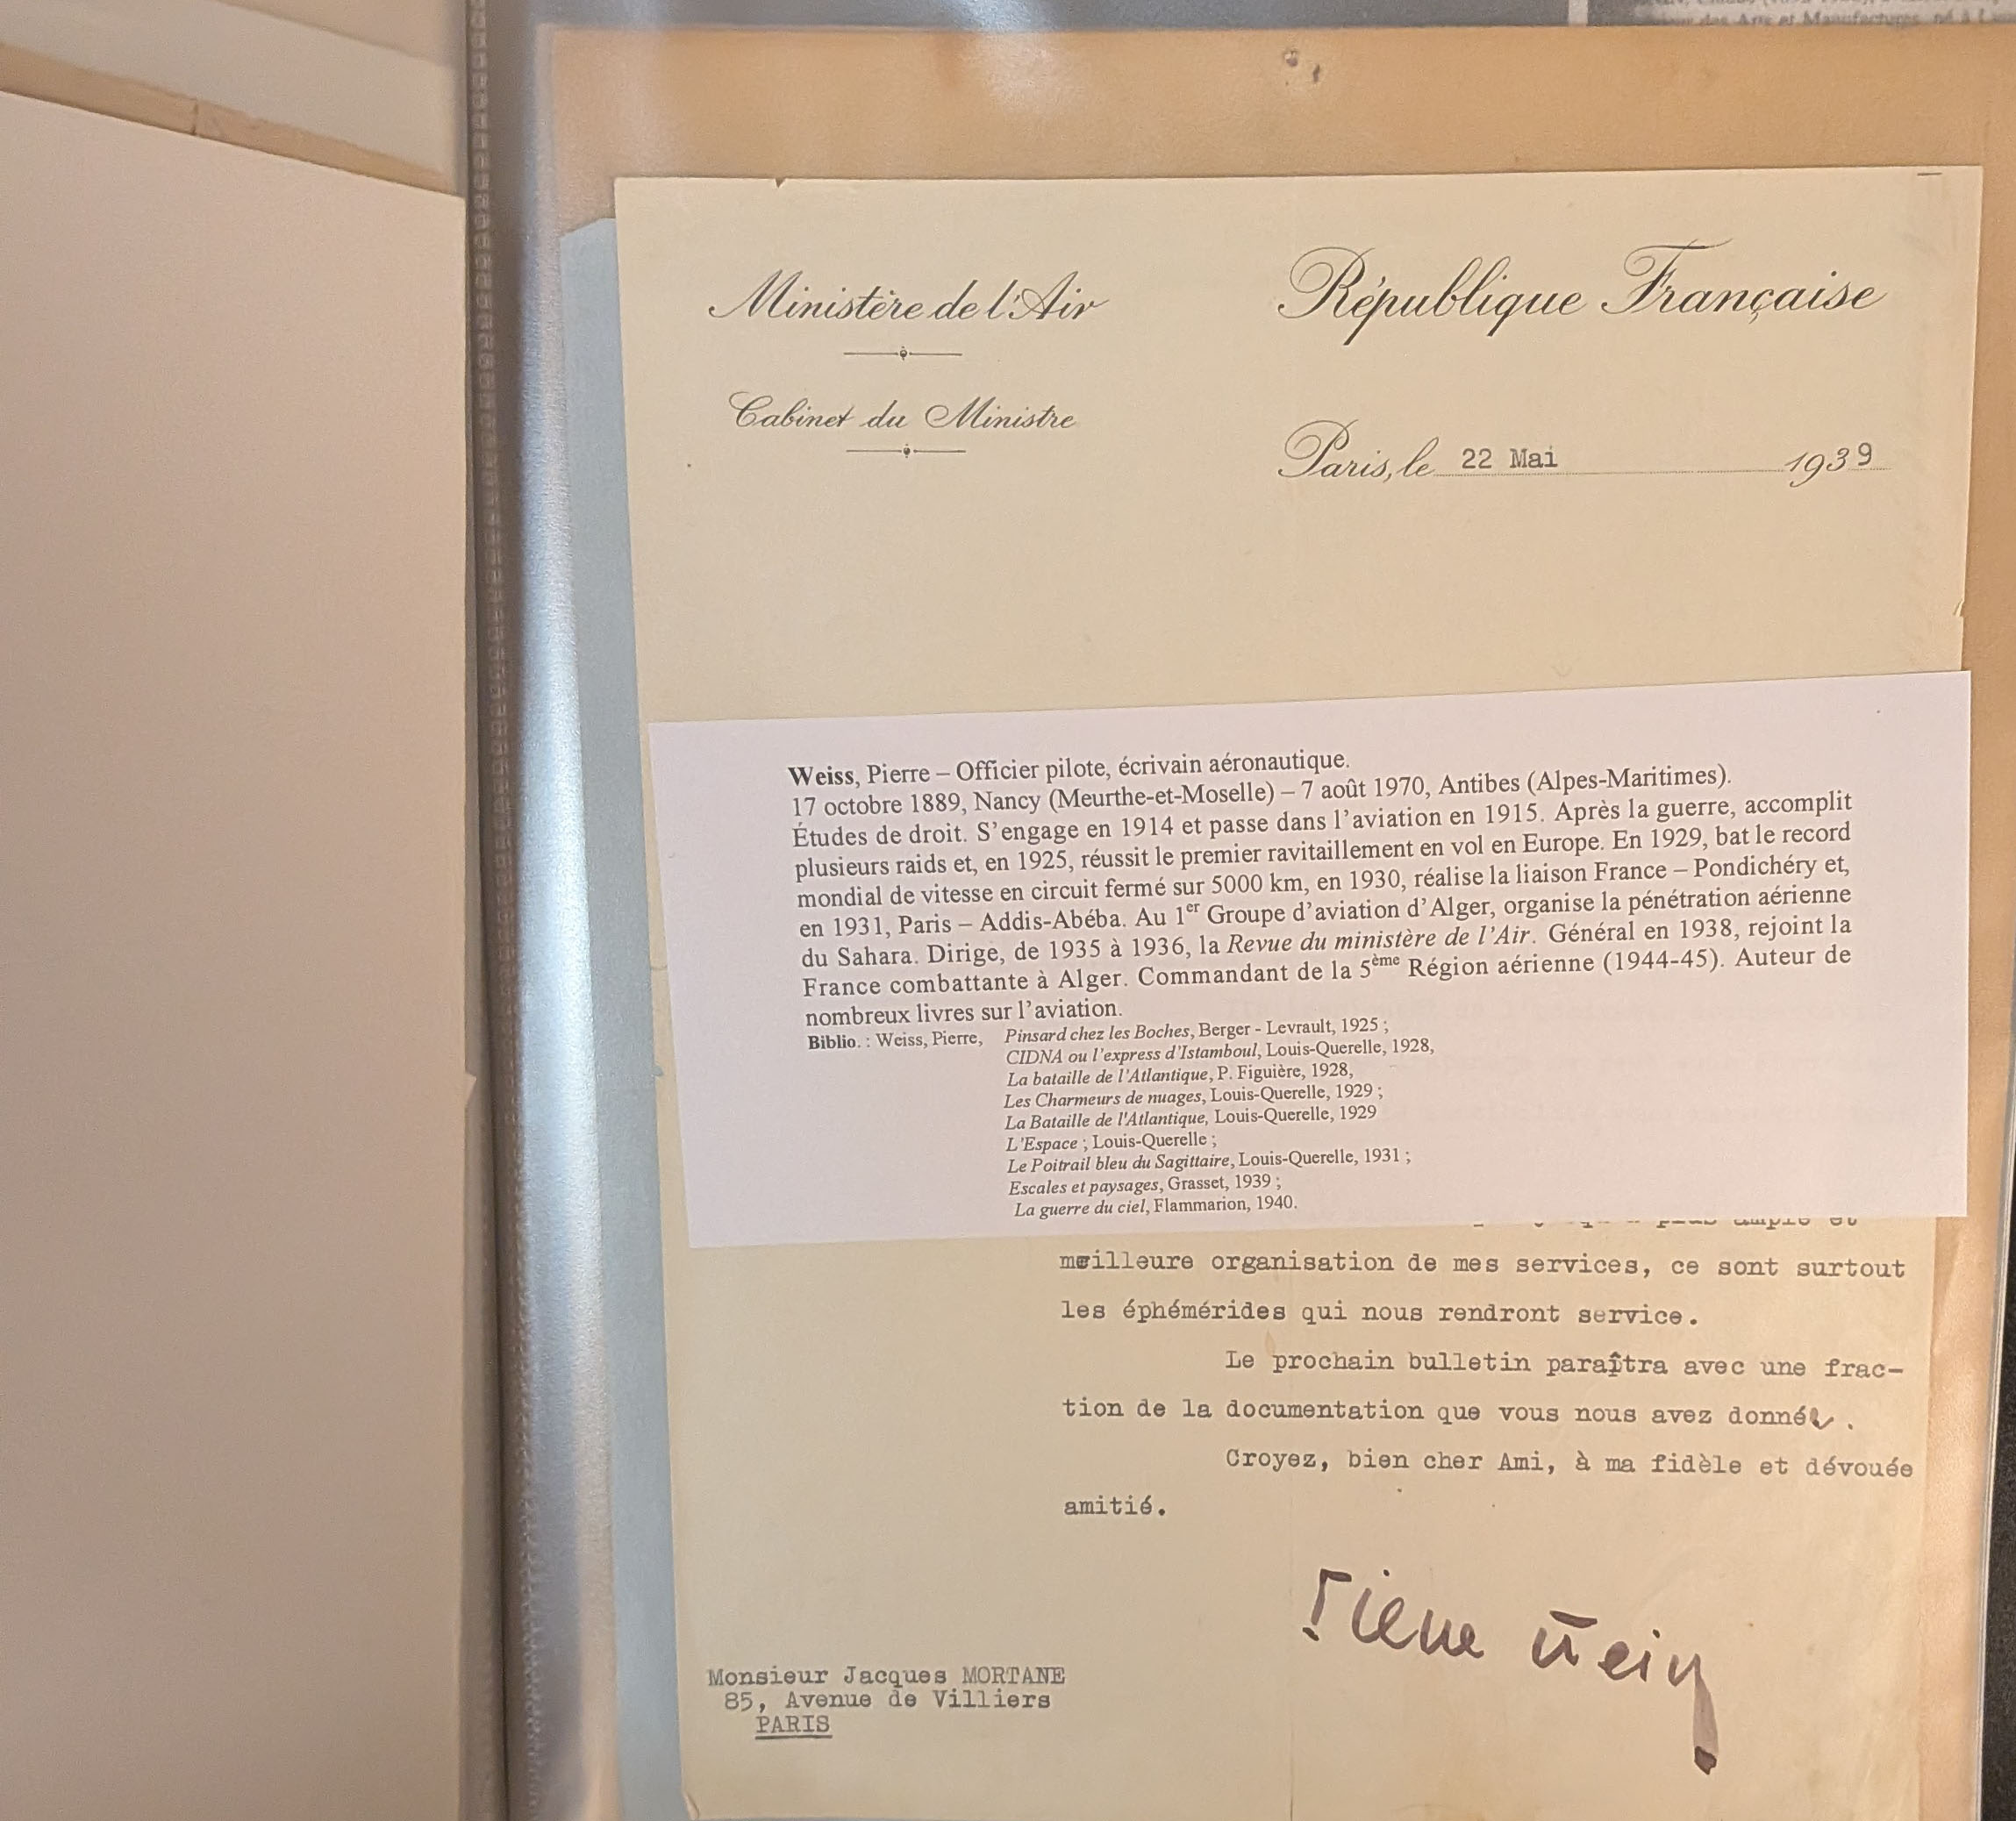 des Arts et Manufactures, né à
Ministère de l'Air
République Française
Cabinet du Ministre
Paris, le 22 Mai 1939
Weiss, Pierre – Officier pilote, écrivain aéronautique.
17 octobre 1889, Nancy (Meurthe-et-Moselle) – 7 août 1970, Antibes (Alpes-Maritimes).
Études de droit. S'engage en 1914 et passe dans l'aviation en 1915. Après la guerre, accomplit
plusieurs raids et, en 1925, réussit le premier ravitaillement en vol en Europe. En 1929, bat le record
mondial de vitesse en circuit fermé sur 5000 km, en 1930, réalise la liaison France – Pondichéry et,
en 1931, Paris – Addis-Abéba. Au 1er Groupe d'aviation d'Alger, organise la pénétration aérienne
du Sahara. Dirige, de 1935 à 1936, la Revue du ministère de l'Air. Général en 1938, rejoint la
France combattante à Alger. Commandant de la 5ème Région aérienne (1944-45). Auteur de
nombreux livres sur l'aviation.
Biblio. : Weiss, Pierre, Pinsard chez les Boches, Berger - Levrault, 1925 ;
CIDNA ou l'express d'Istamboul, Louis-Querelle, 1928,
La bataille de l'Atlantique, P. Figuière, 1928,
Les Charmeurs de nuages, Louis-Querelle, 1929 ;
La Bataille de l'Atlantique, Louis-Querelle, 1929
L'Espace ; Louis-Querelle ;
Le Poitrail bleu du Sagittaire, Louis-Querelle, 1931 ;
Escales et paysages, Grasset, 1939 ;
La guerre du ciel, Flammarion, 1940.
plus ample et
meilleure organisation de mes services, ce sont surtout
les éphémérides qui nous rendront service.
Le prochain bulletin paraîtra avec une frac-
tion de la documentation que vous nous avez donnée.
Croyez, bien cher Ami, à ma fidèle et dévouée
amitié.
Pierre Weiss
Monsieur Jacques MORTANE
85, Avenue de Villiers
PARIS